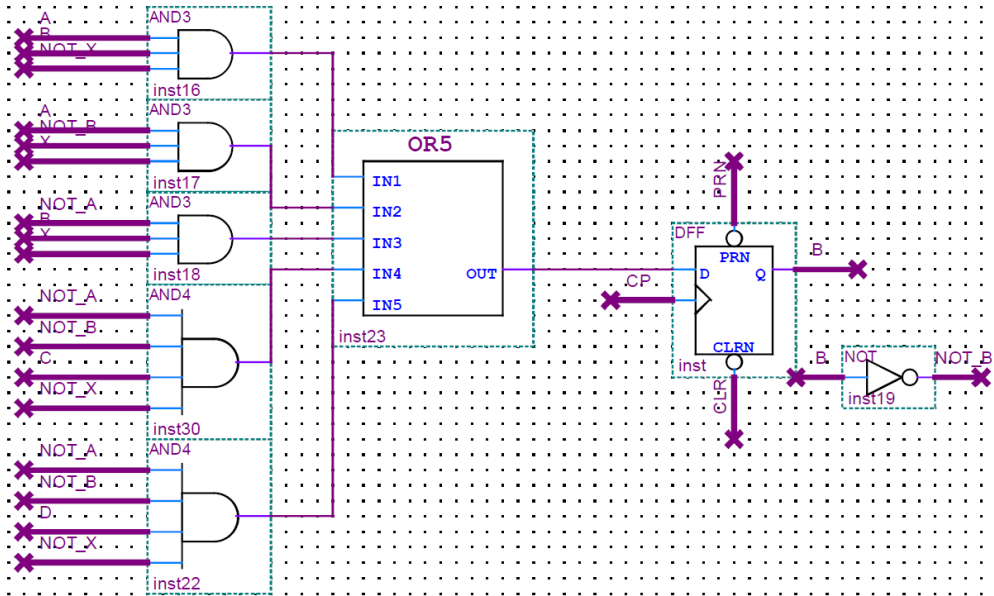 A
AND3
B
NOT_X
inst16
A
AND3
NOT_B
X
inst17
NOT_A
AND3
B
X
inst18
NOT_A
AND4
NOT_B
C
NOT_X
inst30
NOT_A
AND4
NOT_B
D
NOT_X
inst22
OR5
IN1
IN2
IN3
IN4
OUT
IN5
inst23
PRN
DFF
PRN
D
Q
B
CP
CLRN
inst
CLR
B
NOT
NOT_B
inst19